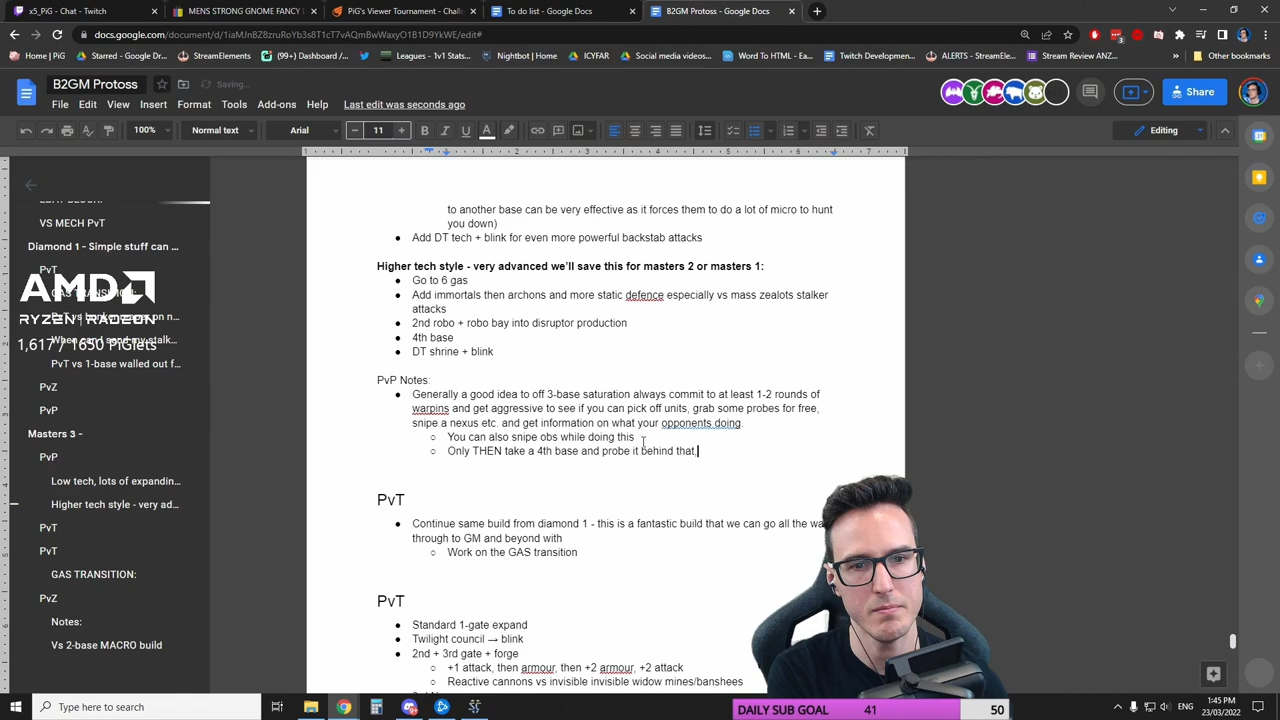 x5_PiG - Twitch
MENS STRONG GNOME FANCY
PiG's Viewer Tournament - Chall
To do list - Google Docs
B2GM - Google Docs
docs.google.com/document/d/1iaMJn8Z8zruRoYb3s8T1cT7vAQmBwWaxyO181D9YkWE/edit#
Home | PiG
Starred - Google Dr...
StreamElements
(99+) Dashboard / ...
Leagues - 1v1 Stati...
Nightbot | Home
ICYFAR
Social media videos...
Word To HTML - Ea...
Twitch Developmen...
ALERTS - StreamEle...
Stream Review ANZ...
Other bookmarks
B2GM Protoss
Saving...
File Edit View Insert Format Tools Add-ons Help Last edit was seconds ago
Share
100% Normal text Arial 11
Editing
VS MECH PvT
Diamond 1 - Simple stuff can ...
PvT
GAS TRANSITION:
PvT vs 1-base walled out f...
PvZ
PvP
Masters 3 -
PvP
Low tech, lots of expandin...
Higher tech style - very ad...
PvT
PvT
GAS TRANSITION:
PvZ
Notes:
Vs 2-base MACRO build
AMD
RYZEN | RADEON
1,617 / 1650 PiGlets
to another base can be very effective as it forces them to do a lot of micro to hunt
you down)
● Add DT tech + blink for even more powerful backstab attacks
Higher tech style - very advanced we'll save this for masters 2 or masters 1:
● Go to 6 gas
● Add immortals then archons and more static defence especially vs mass zealots stalker
attacks
● 2nd robo + robo bay into disruptor production
● 4th base
● DT shrine + blink
PvP Notes:
● Generally a good idea to off 3-base saturation always commit to at least 1-2 rounds of
warpins and get aggressive to see if you can pick off units, grab some probes for free,
snipe a nexus etc. and get information on what your opponents doing.
○ You can also snipe obs while doing this
○ Only THEN take a 4th base and probe it behind that,
PvT
● Continue same build from diamond 1 - this is a fantastic build that we can go all the wa
through to GM and beyond with
○ Work on the GAS transition
PvT
● Standard 1-gate expand
● Twilight council → blink
● 2nd + 3rd gate + forge
○ +1 attack, then armour, then +2 armour, +2 attack
○ Reactive cannons vs invisible invisible widow mines/banshees
DAILY SUB GOAL 41 50
Type here to search
ENG
1:45 PM
23/03/2022